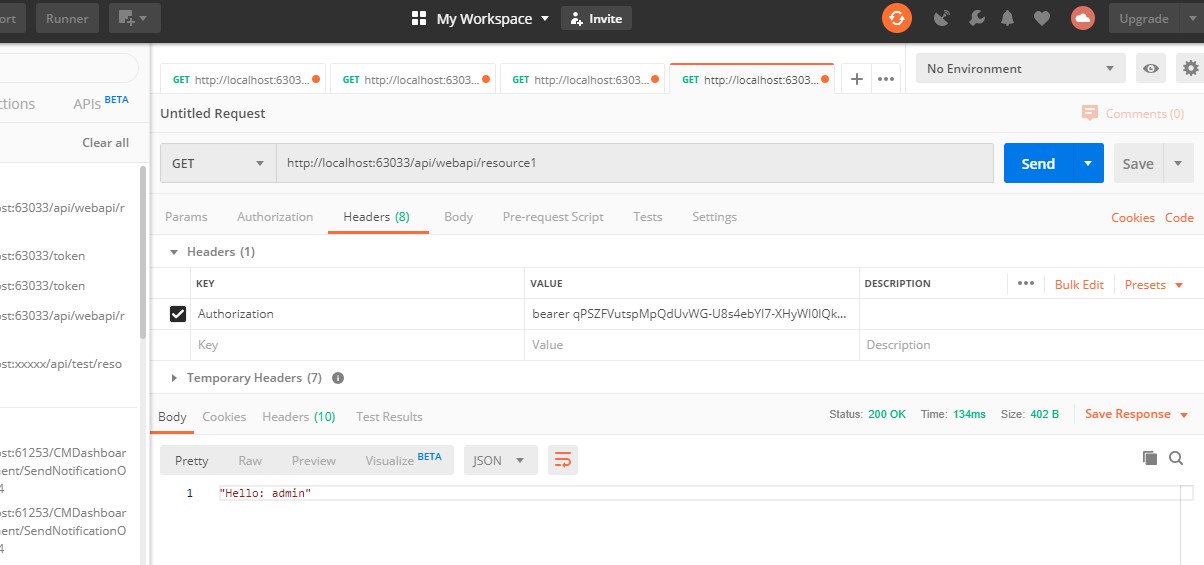 ort Runner My Workspace Invite Upgrade
GET http://localhost:6303... GET http://localhost:6303... GET http://localhost:6303... GET http://localhost:6303... + ••• No Environment
ctions APIs BETA
Untitled Request Comments (0)
Clear all
GET http://localhost:63033/api/webapi/resource1 Send Save
ost:63033/api/webapi/r
Params Authorization Headers (8) Body Pre-request Script Tests Settings Cookies Code
ost:63033/token
Headers (1)
ost:63033/token
KEY VALUE DESCRIPTION ••• Bulk Edit Presets
ost:63033/api/webapi/r
Authorization bearer qPSZFVutspMpQdUvWG-U8s4ebYl7-XHyWl0lQk...
Key Value Description
ost:xxxxx/api/test/reso
Temporary Headers (7) i
Body Cookies Headers (10) Test Results Status: 200 OK Time: 134ms Size: 402 B Save Response
ost:61253/CMDashboar
Pretty Raw Preview Visualize BETA JSON
ent/SendNotificationO
4
1 "Hello: admin"
ost:61253/CMDashboar
ent/SendNotificationO
4